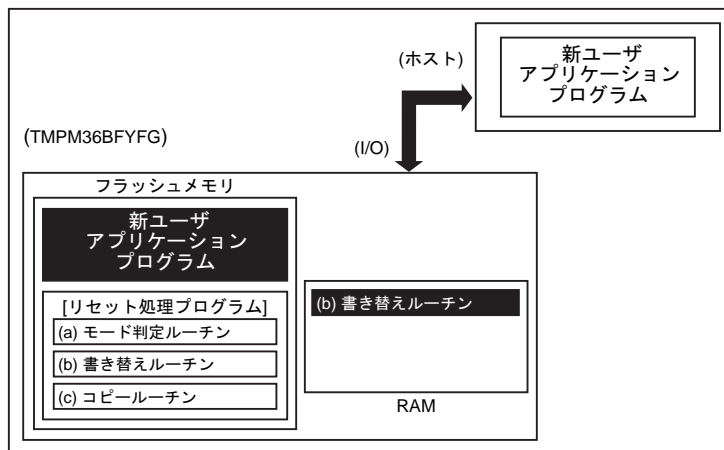 (ホスト)
新ユーザ
アプリケーション
プログラム
(TMPM36BFYFG)
(I/O)
フラッシュメモリ
新ユーザ
アプリケーション
プログラム
[リセット処理プログラム]
(a) モード判定ルーチン
(b) 書き替えルーチン
(c) コピールーチン
(b) 書き替えルーチン
RAM